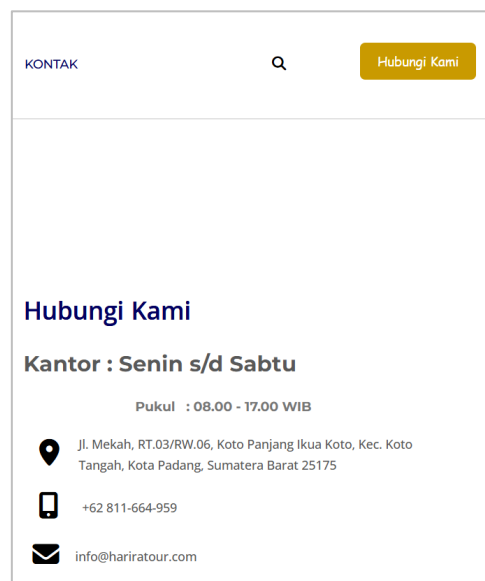 KONTAK
Hubungi Kami
Hubungi Kami
Kantor : Senin s/d Sabtu
Pukul : 08.00 - 17.00 WIB
Jl. Mekah, RT.03/RW.06, Koto Panjang Ikua Koto, Kec. Koto
Tangah, Kota Padang, Sumatera Barat 25175
+62 811-664-959
info@hariratour.com